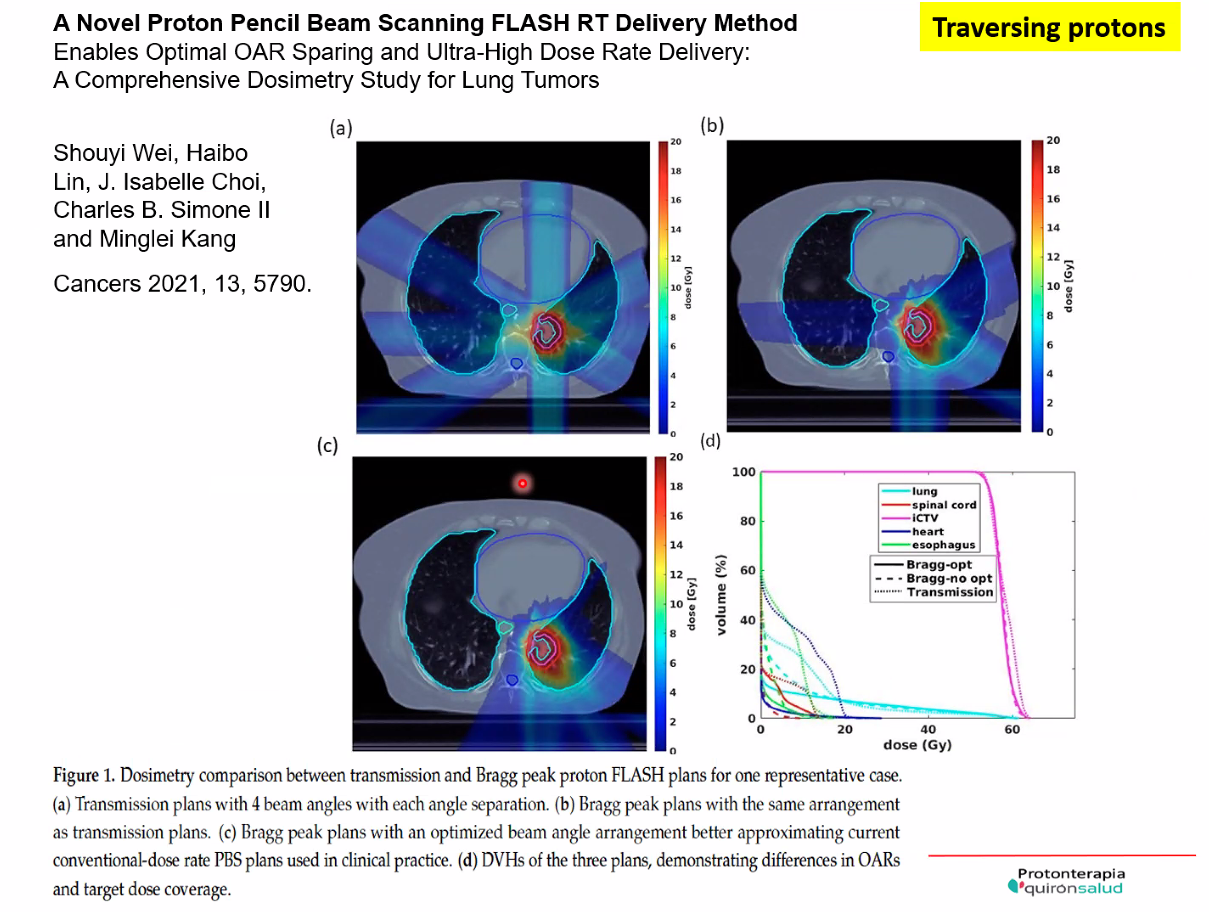 A Novel Proton Pencil Beam Scanning FLASH RT Delivery Method
Enables Optimal OAR Sparing and Ultra-High Dose Rate Delivery:
A Comprehensive Dosimetry Study for Lung Tumors
Traversing protons
Shouyi Wei, Haibo
Lin, J. Isabelle Choi,
Charles B. Simone II
and Minglei Kang
Cancers 2021, 13, 5790.
(a)
20
18
16
14
12
10
8
6
4
2
0
dose [Gy]
(b)
20
18
16
14
12
10
8
6
4
2
0
dose [Gy]
(c)
20
18
16
14
12
10
8
6
4
2
0
dose [Gy]
(d)
100
80
60
40
20
0
volume (%)
lung
spinal cord
iCTV
heart
esophagus
Bragg-opt
Bragg-no opt
Transmission
0 20 40 60
dose (Gy)
Figure 1. Dosimetry comparison between transmission and Bragg peak proton FLASH plans for one representative case.
(a) Transmission plans with 4 beam angles with each angle separation. (b) Bragg peak plans with the same arrangement
as transmission plans. (c) Bragg peak plans with an optimized beam angle arrangement better approximating current
conventional-dose rate PBS plans used in clinical practice. (d) DVHs of the three plans, demonstrating differences in OARs
and target dose coverage.
Protonterapia
quirónsalud